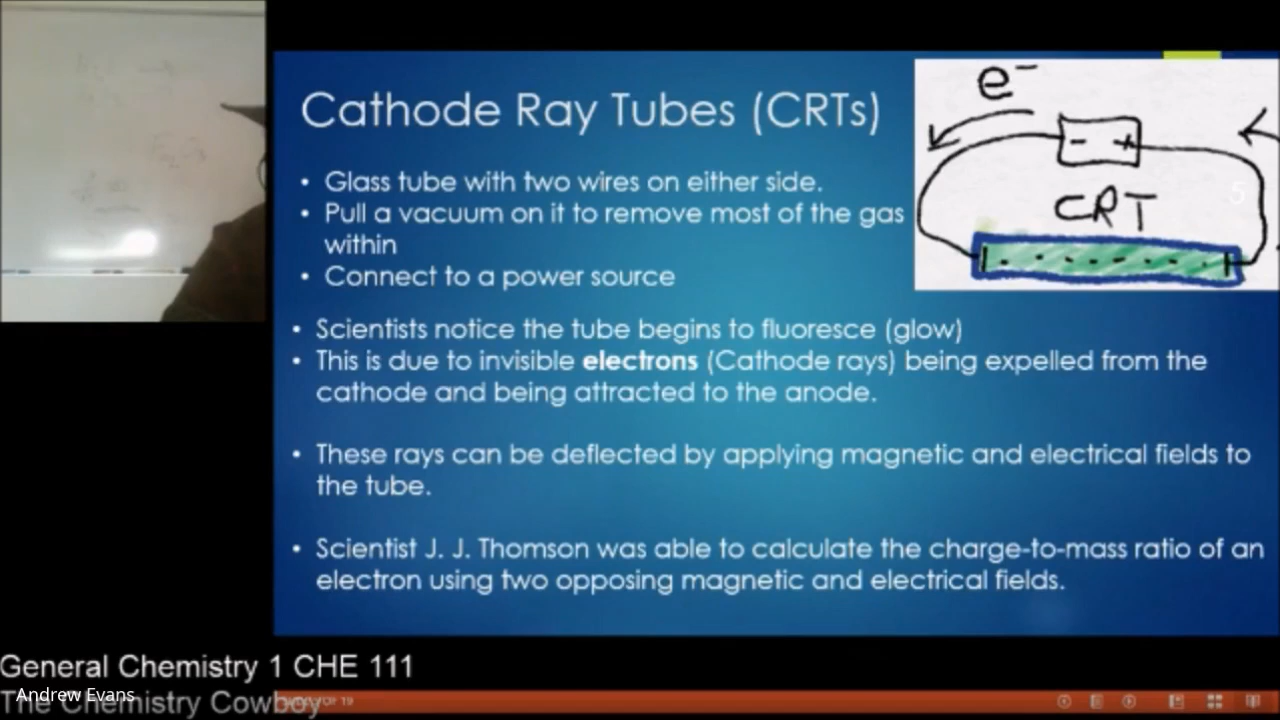 Cathode Ray Tubes (CRTs)
• Glass tube with two wires on either side.
• Pull a vacuum on it to remove most of the gas
within
• Connect to a power source
e⁻
- +
CRT
5
• Scientists notice the tube begins to fluoresce (glow)
• This is due to invisible electrons (Cathode rays) being expelled from the
cathode and being attracted to the anode.
• These rays can be deflected by applying magnetic and electrical fields to
the tube.
• Scientist J. J. Thomson was able to calculate the charge-to-mass ratio of an
electron using two opposing magnetic and electrical fields.
General Chemistry 1 CHE 111
Andrew Evans
The Chemistry Cowboy
OF 19